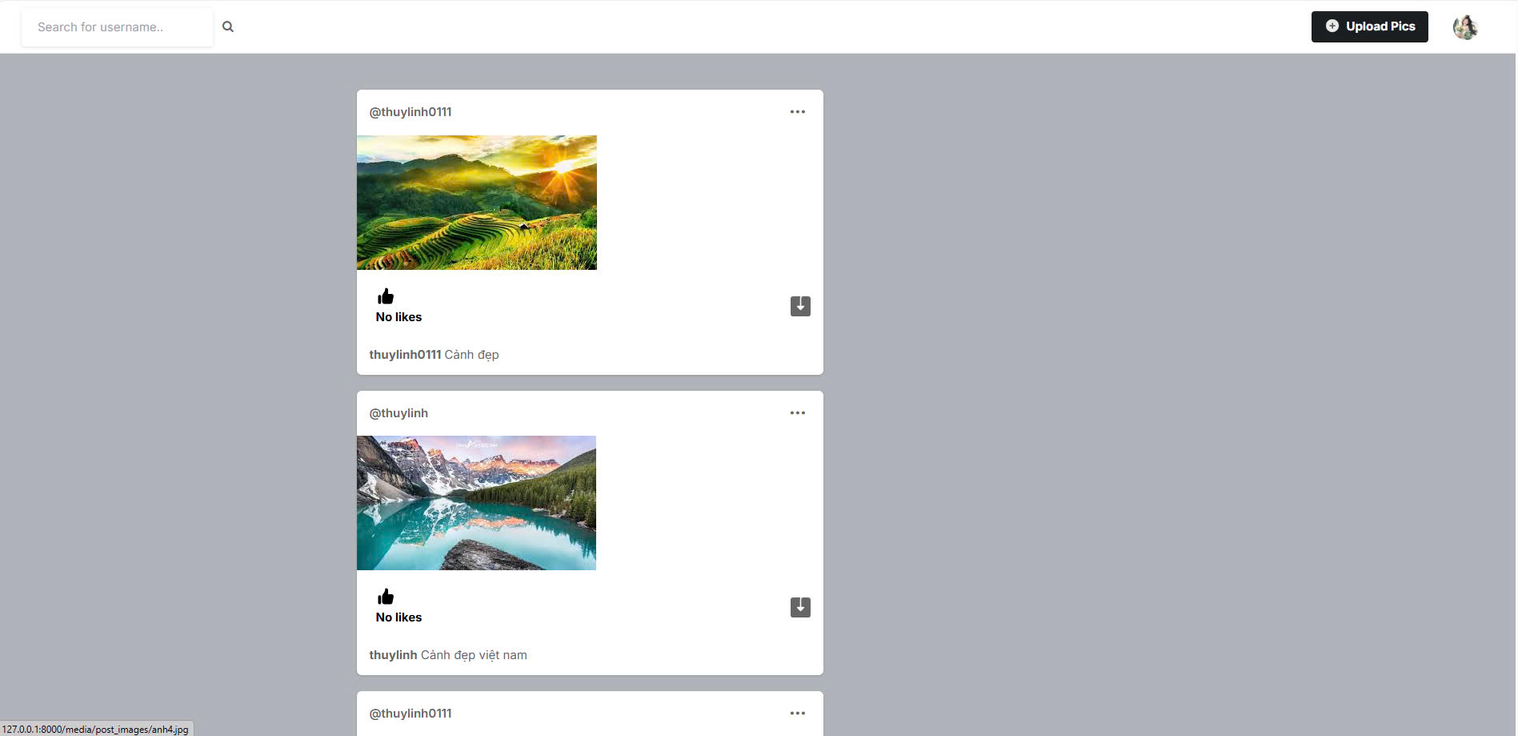 Search for username..
Upload Pics
@thuylinh0111
No likes
thuylinh0111 Cảnh đẹp
@thuylinh
No likes
thuylinh Cảnh đẹp việt nam
@thuylinh0111
127.0.0.1:8000/media/post_images/anh4.jpg